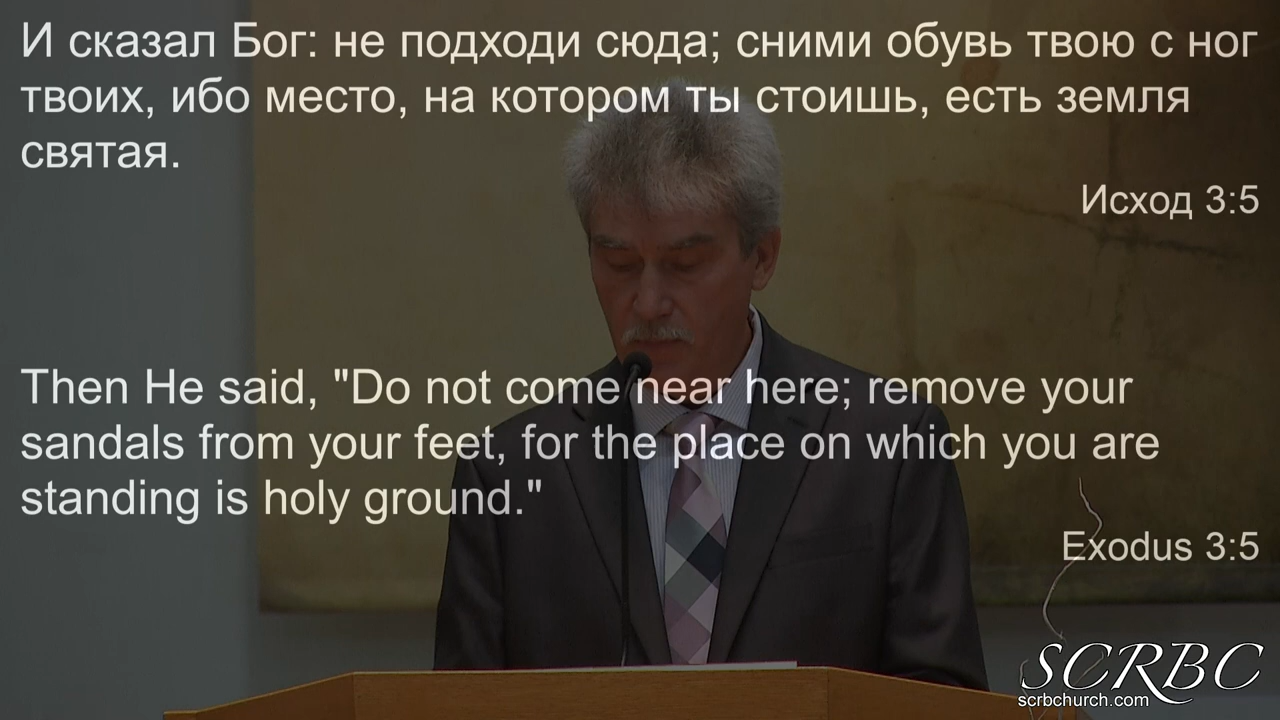 И сказал Бог: не подходи сюда; сними обувь твою с ног
твоих, ибо место, на котором ты стоишь, есть земля
святая.
Исход 3:5
Then He said, "Do not come near here; remove your
sandals from your feet, for the place on which you are
standing is holy ground."
Exodus 3:5
SCRBC
scrbchurch.com